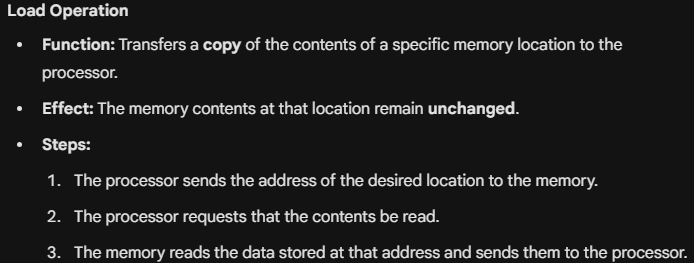 Load Operation
• Function: Transfers a copy of the contents of a specific memory location to the
processor.
• Effect: The memory contents at that location remain unchanged.
• Steps:
1. The processor sends the address of the desired location to the memory.
2. The processor requests that the contents be read.
3. The memory reads the data stored at that address and sends them to the processor.